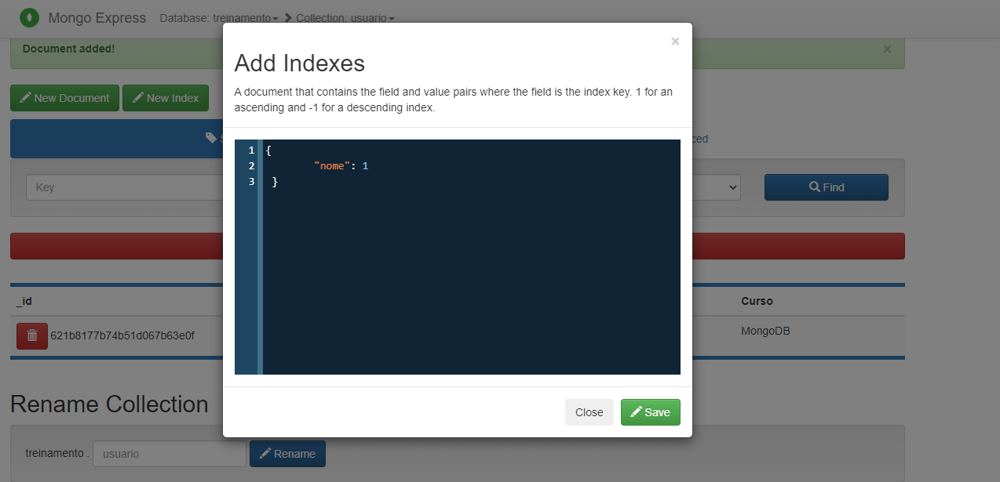 Mongo Express Database: treinamento Collection: usuario
Document added! ×
×
Add Indexes
A document that contains the field and value pairs where the field is the index key. 1 for an
ascending and -1 for a descending index.
New Document New Index
1 {
2 "nome": 1
3 }
Key
Find
_id Curso
621b8177b74b51d067b63e0f MongoDB
Close Save
Rename Collection
treinamento . usuario Rename